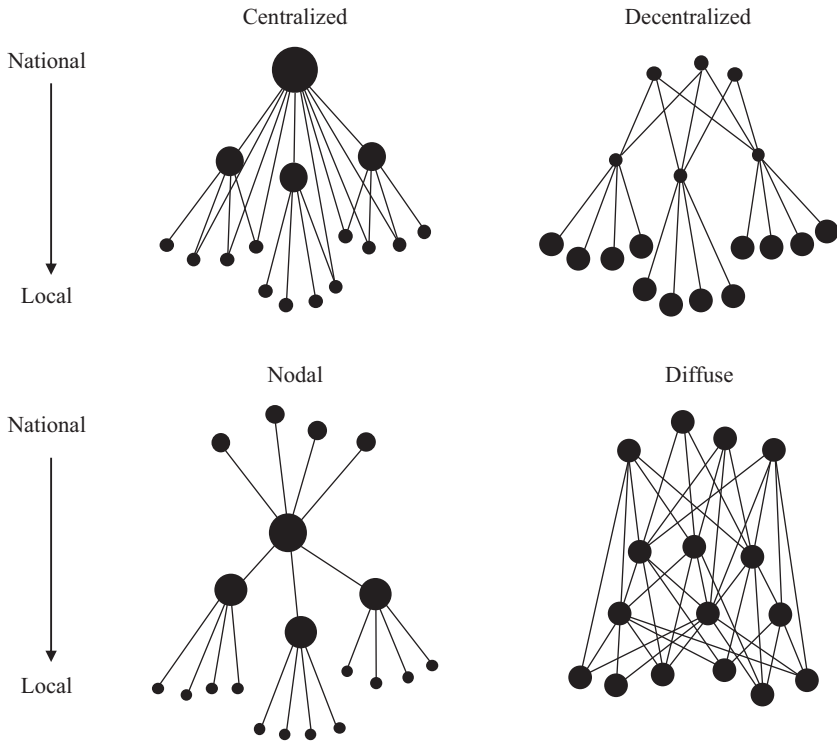 Centralized
Decentralized
National
Local
Nodal
Diffuse
National
Local